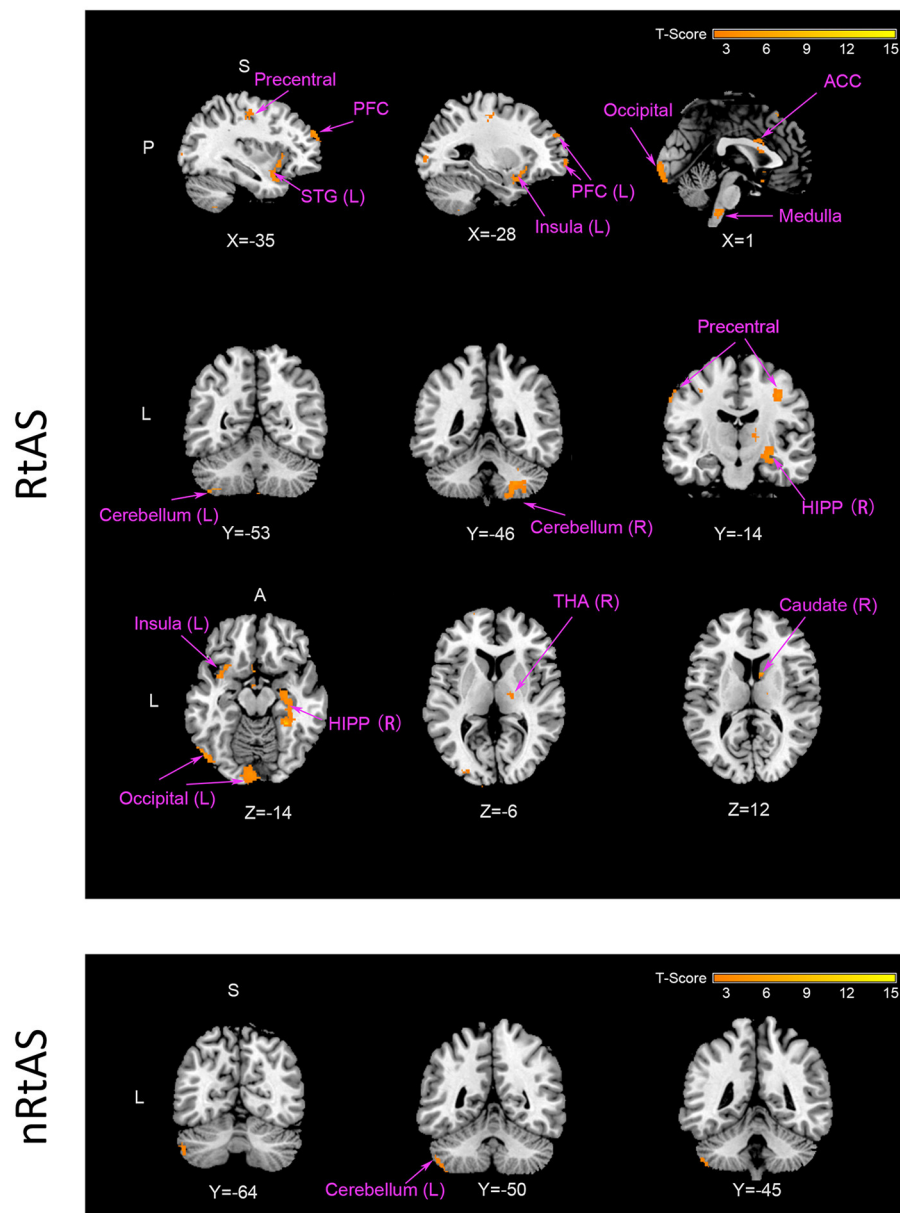 T-Score
3 6 9 12 15
S
Precentral
PFC
ACC
Occipital
P
STG (L)
PFC (L)
Insula (L)
Medulla
X=-35
X=-28
X=1
RtAS
Precentral
L
Cerebellum (L)
Cerebellum (R)
HIPP (R)
Y=-53
Y=-46
Y=-14
A
THA (R)
Caudate (R)
Insula (L)
L
HIPP (R)
Occipital (L)
Z=-14
Z=-6
Z=12
nRtAS
T-Score
3 6 9 12 15
S
L
Cerebellum (L)
Y=-64
Y=-50
Y=-45